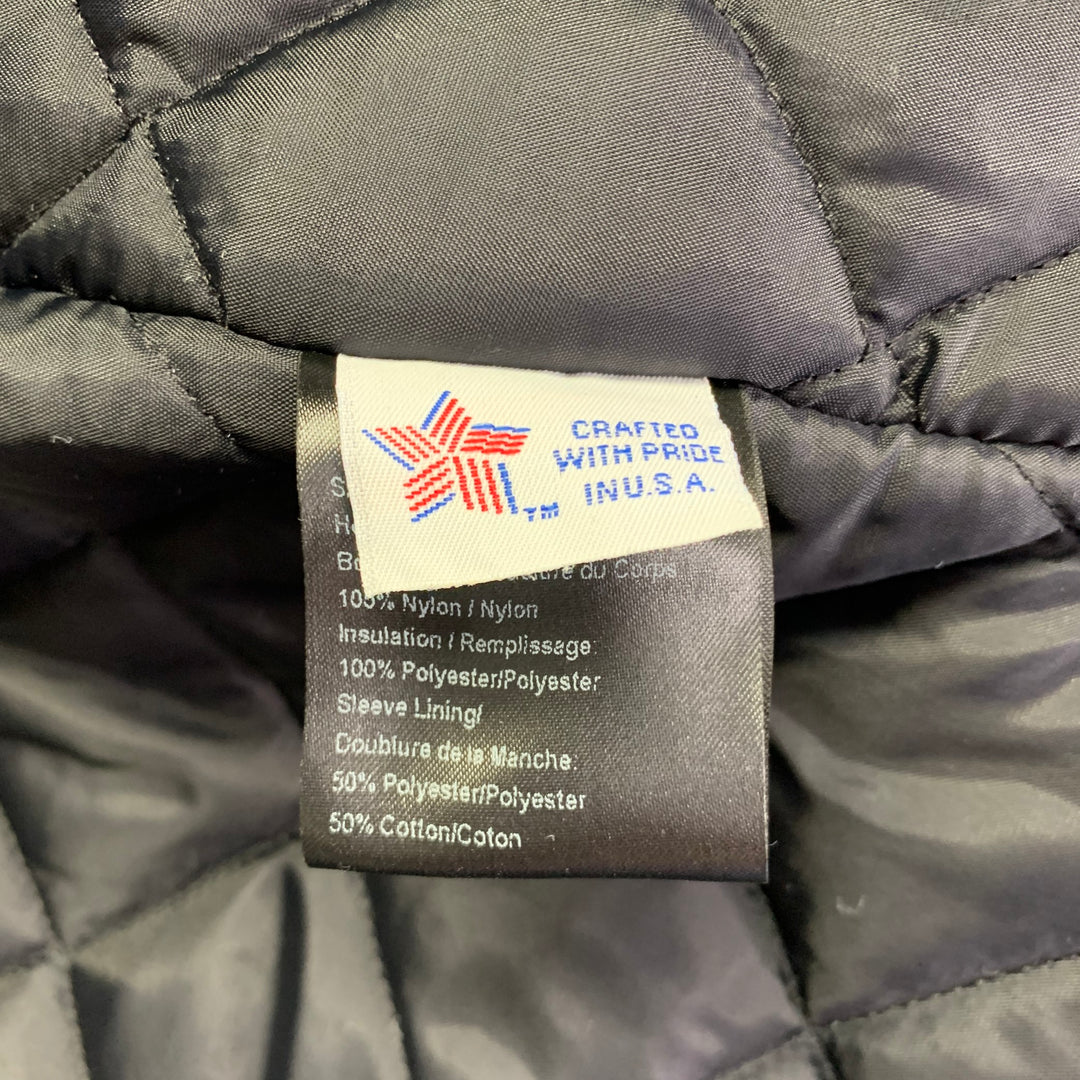 CRAFTED
WITH PRIDE
IN U.S.A.
TM
du Corps
100% Nylon / Nylon
Insulation / Remplissage:
100% Polyester/Polyester
Sleeve Lining/
Doublure de la Manche:
50% Polyester/Polyester
50% Cotton/Coton